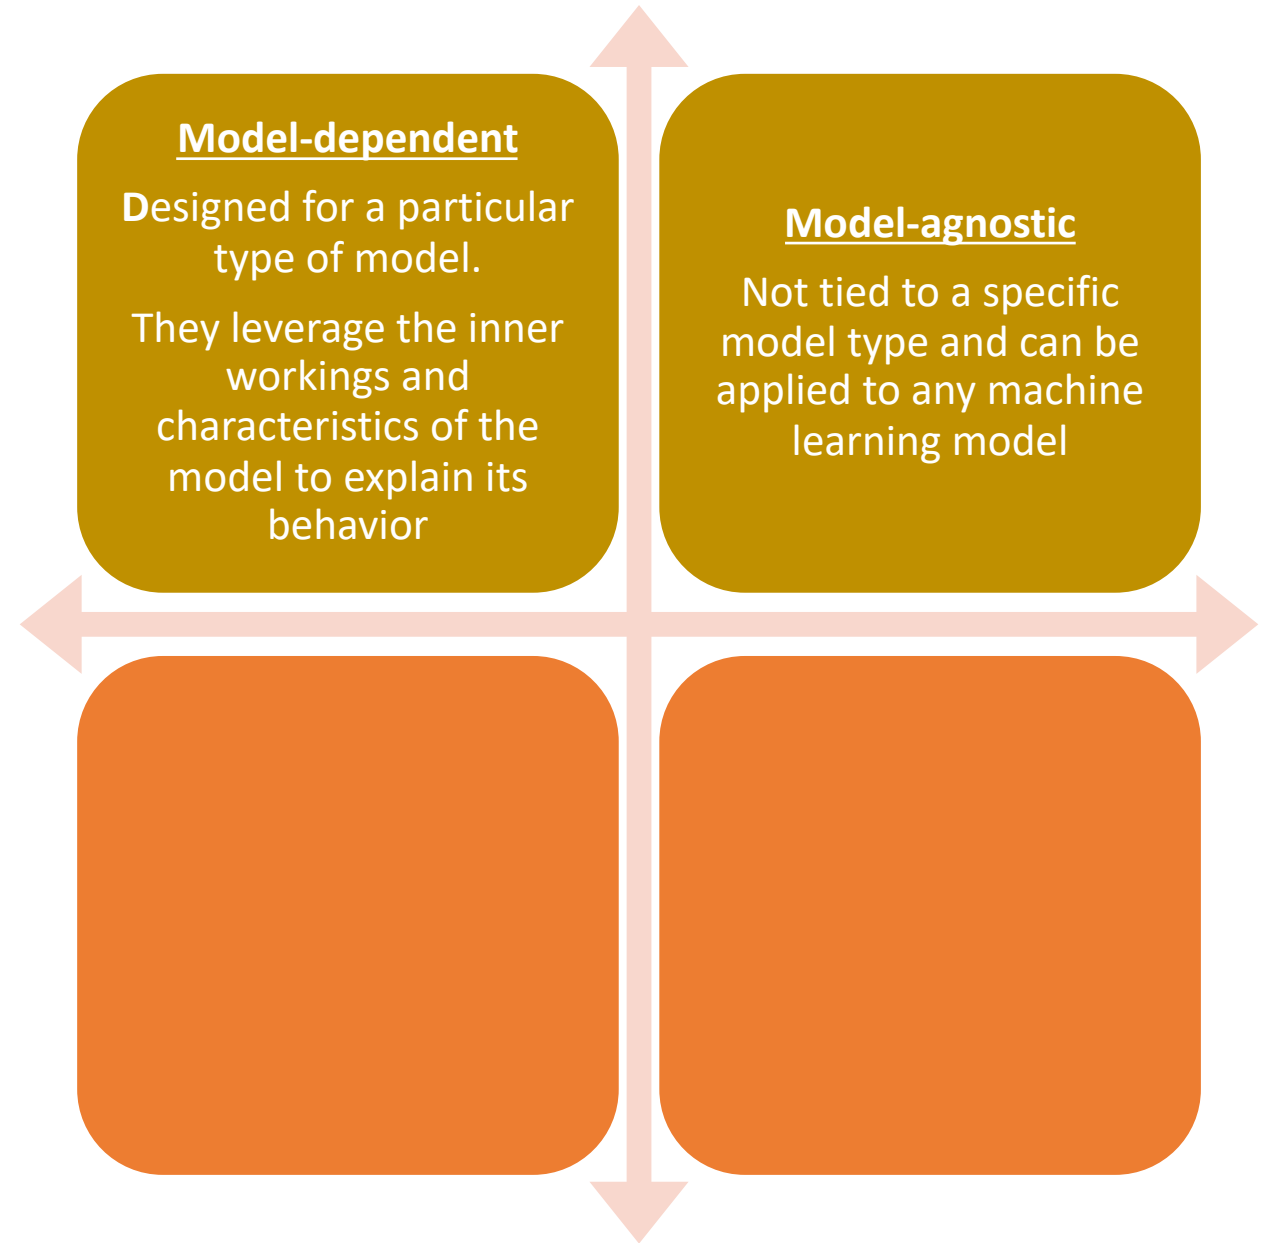 Model-dependent
Designed for a particular
type of model.
They leverage the inner
workings and
characteristics of the
model to explain its
behavior
Model-agnostic
Not tied to a specific
model type and can be
applied to any machine
learning model